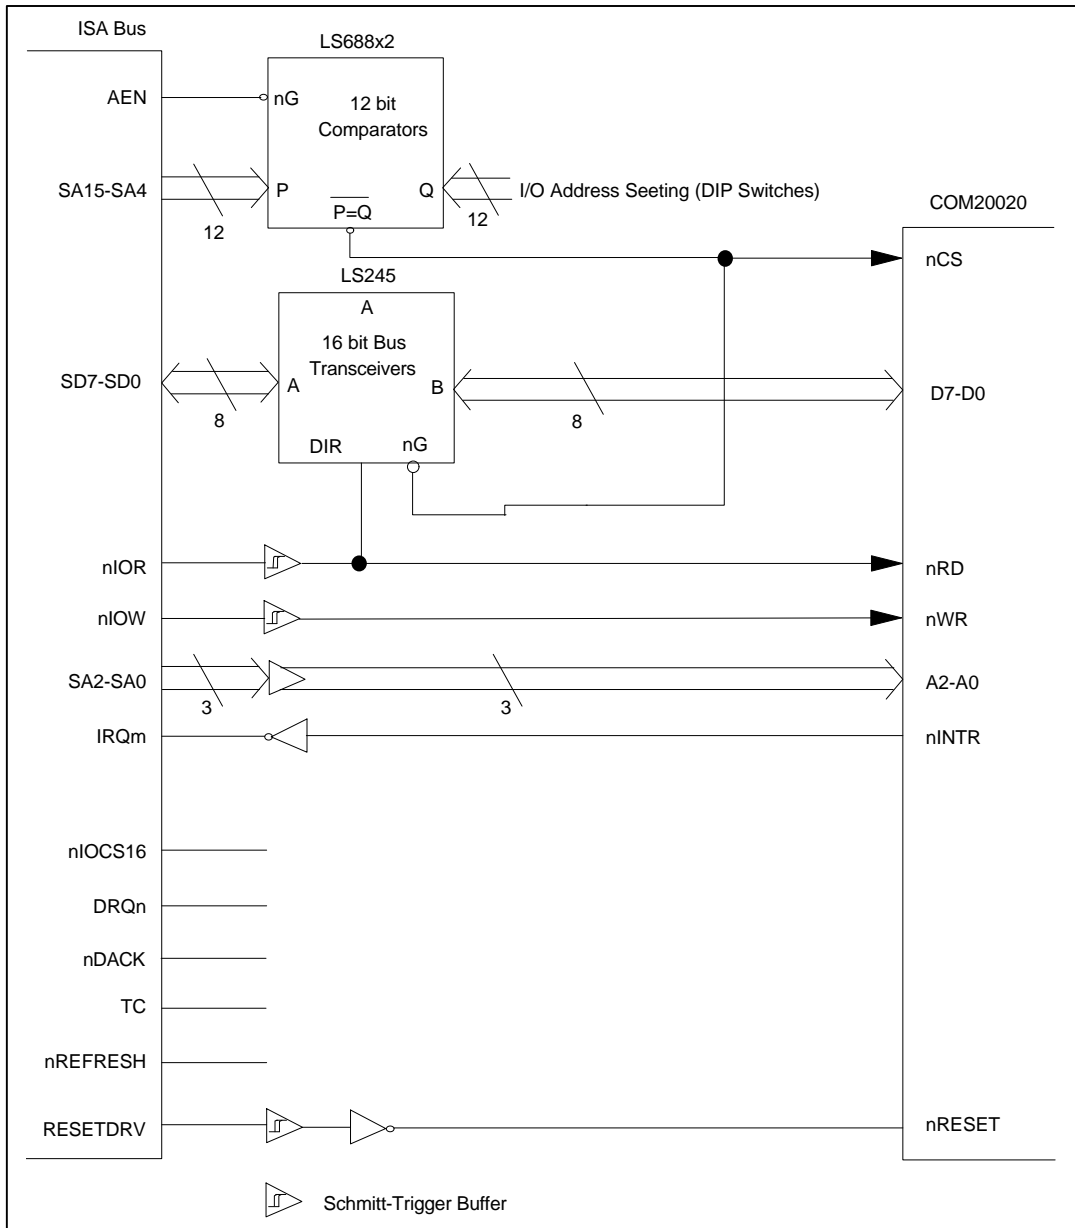 ISA Bus
LS688x2
AEN
nG
12 bit
Comparators
SA15-SA4
P
Q
I/O Address Seeting (DIP Switches)
12
12
P=Q
COM20020
nCS
LS245
A
16 bit Bus
Transceivers
SD7-SD0
A
B
D7-D0
8
8
DIR
nG
nIOR
nRD
nIOW
nWR
SA2-SA0
A2-A0
3
3
IRQm
nINTR
nIOCS16
DRQn
nDACK
TC
nREFRESH
RESETDRV
nRESET
Schmitt-Trigger Buffer